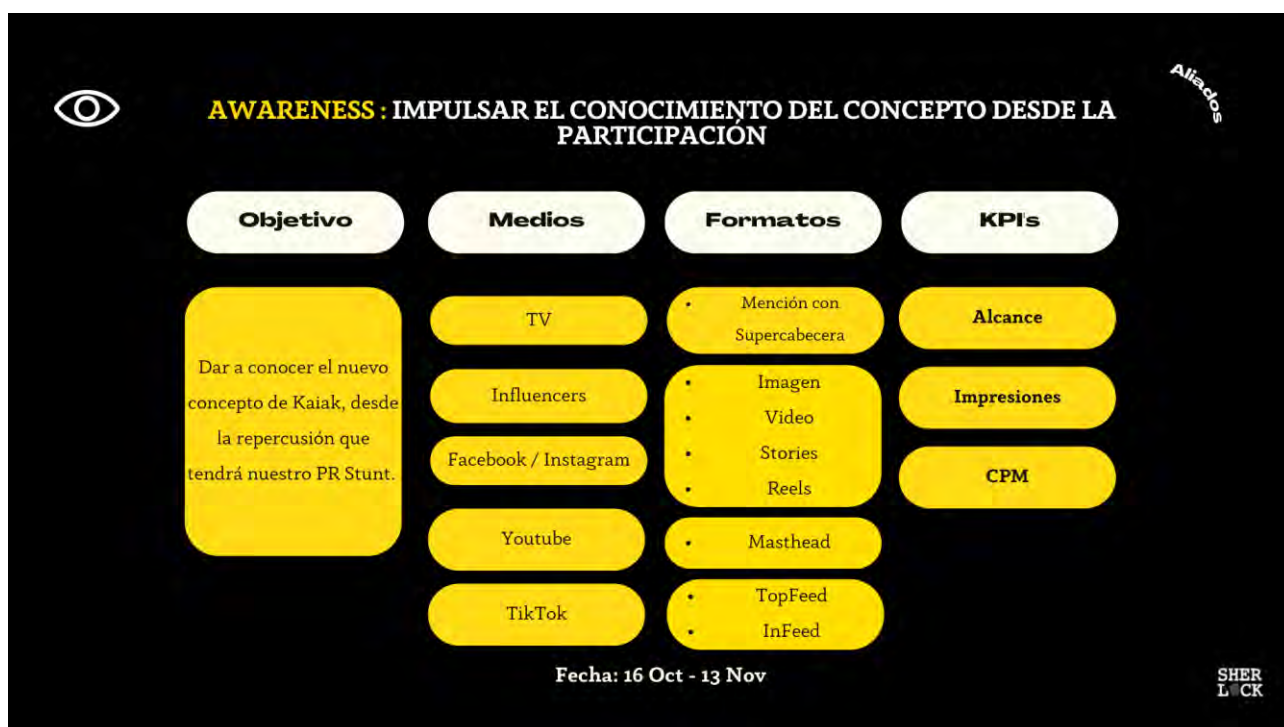 Aliados
AWARENESS : IMPULSAR EL CONOCIMIENTO DEL CONCEPTO DESDE LA
PARTICIPACIÓN
Objetivo
Medios
Formatos
KPI's
Dar a conocer el nuevo
concepto de Kaiak, desde
la repercusión que
tendrá nuestro PR Stunt.
TV
Influencers
Facebook / Instagram
Youtube
TikTok
• Mención con
Supercabecera
• Imagen
• Video
• Stories
• Reels
• Masthead
• TopFeed
• InFeed
Alcance
Impresiones
CPM
Fecha: 16 Oct - 13 Nov
SHER
LOCK